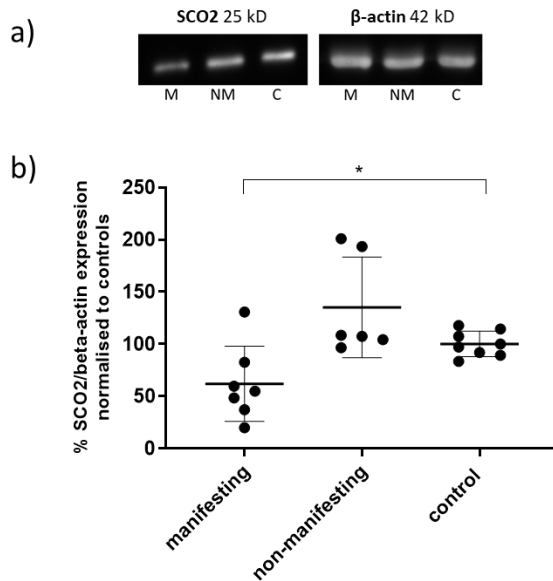 a)
SCO2 25 kD
β-actin 42 kD
M NM C
M NM C
b)
*
% SCO2/beta-actin expression
normalised to controls
250
200
150
100
50
0
manifesting
non-manifesting
control